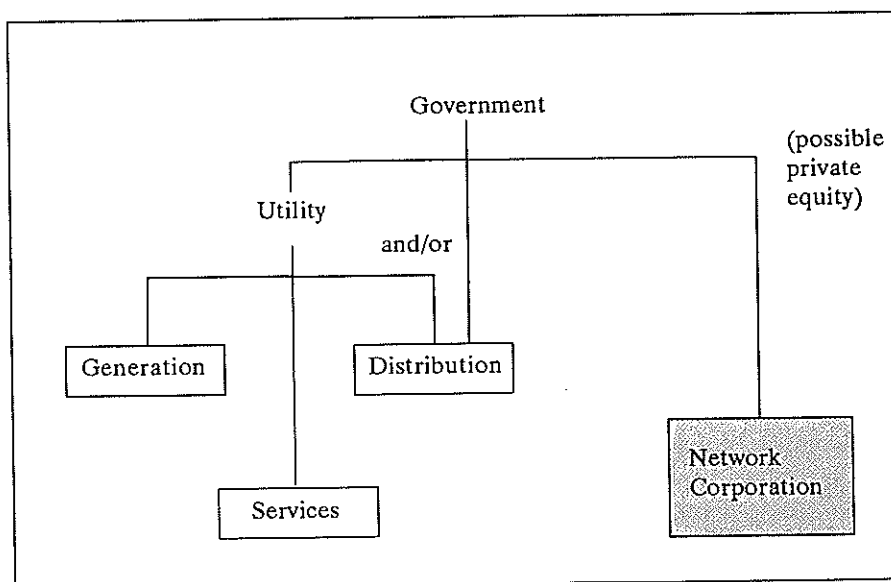 Government
(possible
private
equity)
Utility
and/or
Generation
Distribution
Network
Corporation
Services